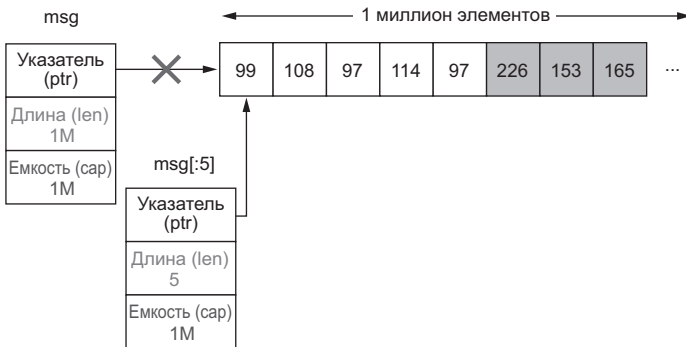 msg
1 миллион элементов
Указатель
(ptr)
99 108 97 114 97 226 153 165 ...
Длина (len)
1M
Емкость (cap)
1M
msg[:5]
Указатель
(ptr)
Длина (len)
5
Емкость (cap)
1M